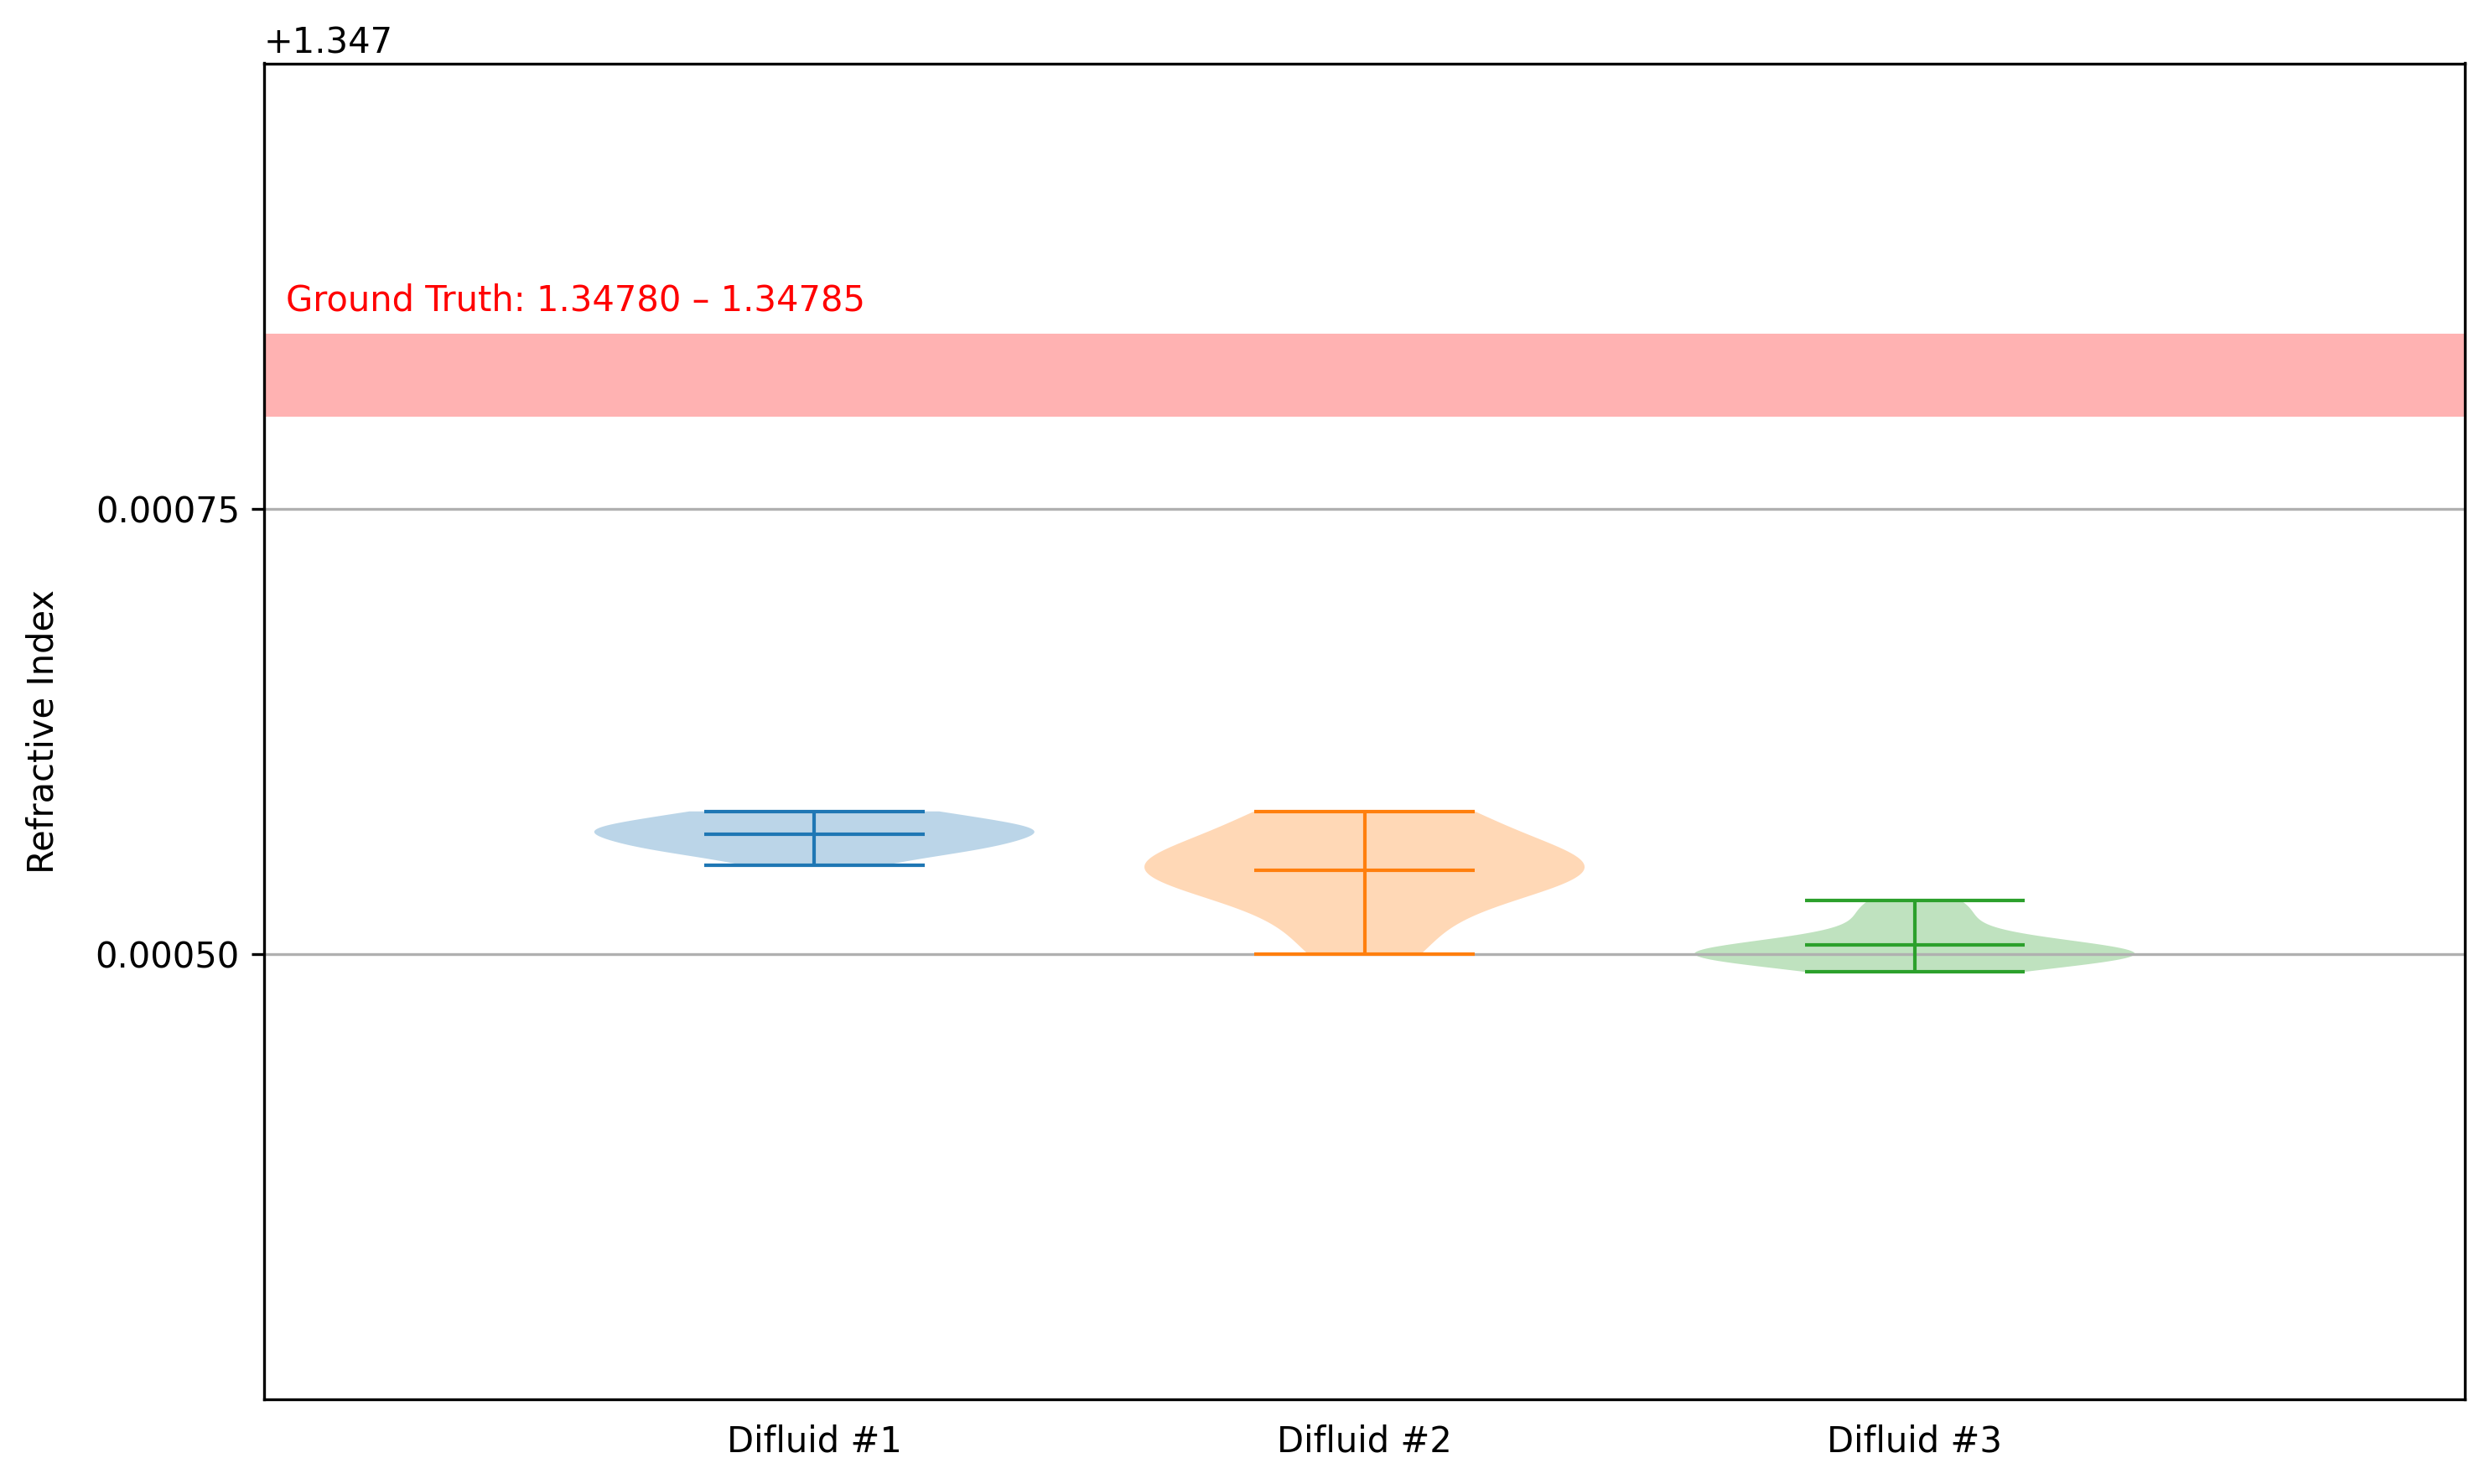 +1.347
Ground Truth: 1.34780 – 1.34785
0.00075
Refractive Index
0.00050
Difluid #1
Difluid #2
Difluid #3